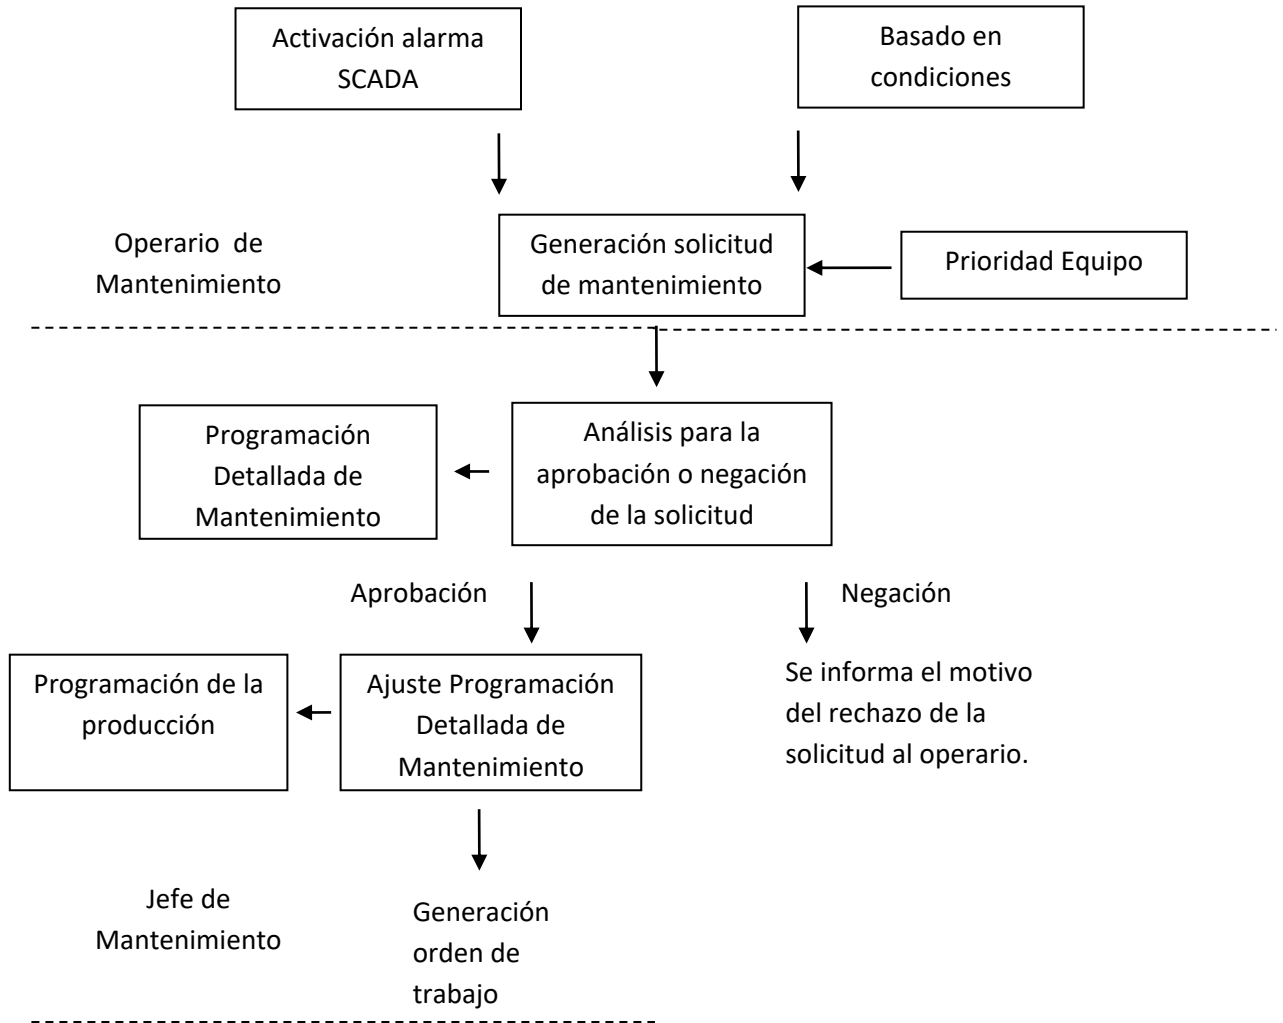 Activación alarma
SCADA
Basado en
condiciones
Operario de
Mantenimiento
Generación solicitud
de mantenimiento
Prioridad Equipo
Programación
Detallada de
Mantenimiento
Análisis para la
aprobación o negación
de la solicitud
Aprobación
Negación
Programación de la
producción
Ajuste Programación
Detallada de
Mantenimiento
Se informa el motivo
del rechazo de la
solicitud al operario.
Jefe de
Mantenimiento
Generación
orden de
trabajo